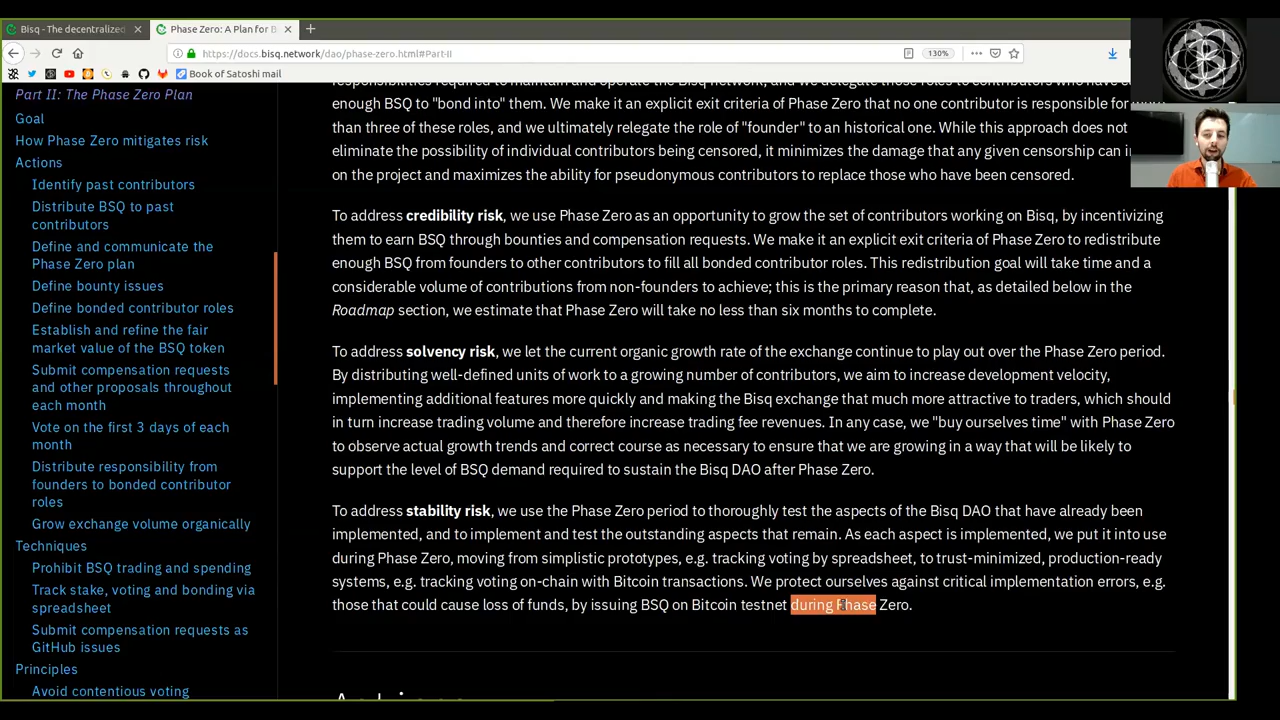 Bisq - The decentralized
Phase Zero: A Plan for B
https://docs.bisq.network/dao/phase-zero.html#Part-II
130%
Book of Satoshi mail
Part II: The Phase Zero Plan
Goal
How Phase Zero mitigates risk
Actions
Identify past contributors
Distribute BSQ to past
contributors
Define and communicate the
Phase Zero plan
Define bounty issues
Define bonded contributor roles
Establish and refine the fair
market value of the BSQ token
Submit compensation requests
and other proposals throughout
each month
Vote on the first 3 days of each
month
Distribute responsibility from
founders to bonded contributor
roles
Grow exchange volume organically
Techniques
Prohibit BSQ trading and spending
Track stake, voting and bonding via
spreadsheet
Submit compensation requests as
GitHub issues
Principles
Avoid contentious voting
enough BSQ to "bond into" them. We make it an explicit exit criteria of Phase Zero that no one contributor is responsible for more
than three of these roles, and we ultimately relegate the role of "founder" to an historical one. While this approach does not
eliminate the possibility of individual contributors being censored, it minimizes the damage that any given censorship can in
on the project and maximizes the ability for pseudonymous contributors to replace those who have been censored.
To address credibility risk, we use Phase Zero as an opportunity to grow the set of contributors working on Bisq, by incentivizing
them to earn BSQ through bounties and compensation requests. We make it an explicit exit criteria of Phase Zero to redistribute
enough BSQ from founders to other contributors to fill all bonded contributor roles. This redistribution goal will take time and a
considerable volume of contributions from non-founders to achieve; this is the primary reason that, as detailed below in the
Roadmap section, we estimate that Phase Zero will take no less than six months to complete.
To address solvency risk, we let the current organic growth rate of the exchange continue to play out over the Phase Zero period.
By distributing well-defined units of work to a growing number of contributors, we aim to increase development velocity,
implementing additional features more quickly and making the Bisq exchange that much more attractive to traders, which should
in turn increase trading volume and therefore increase trading fee revenues. In any case, we "buy ourselves time" with Phase Zero
to observe actual growth trends and correct course as necessary to ensure that we are growing in a way that will be likely to
support the level of BSQ demand required to sustain the Bisq DAO after Phase Zero.
To address stability risk, we use the Phase Zero period to thoroughly test the aspects of the Bisq DAO that have already been
implemented, and to implement and test the outstanding aspects that remain. As each aspect is implemented, we put it into use
during Phase Zero, moving from simplistic prototypes, e.g. tracking voting by spreadsheet, to trust-minimized, production-ready
systems, e.g. tracking voting on-chain with Bitcoin transactions. We protect ourselves against critical implementation errors, e.g.
those that could cause loss of funds, by issuing BSQ on Bitcoin testnet during Phase Zero.